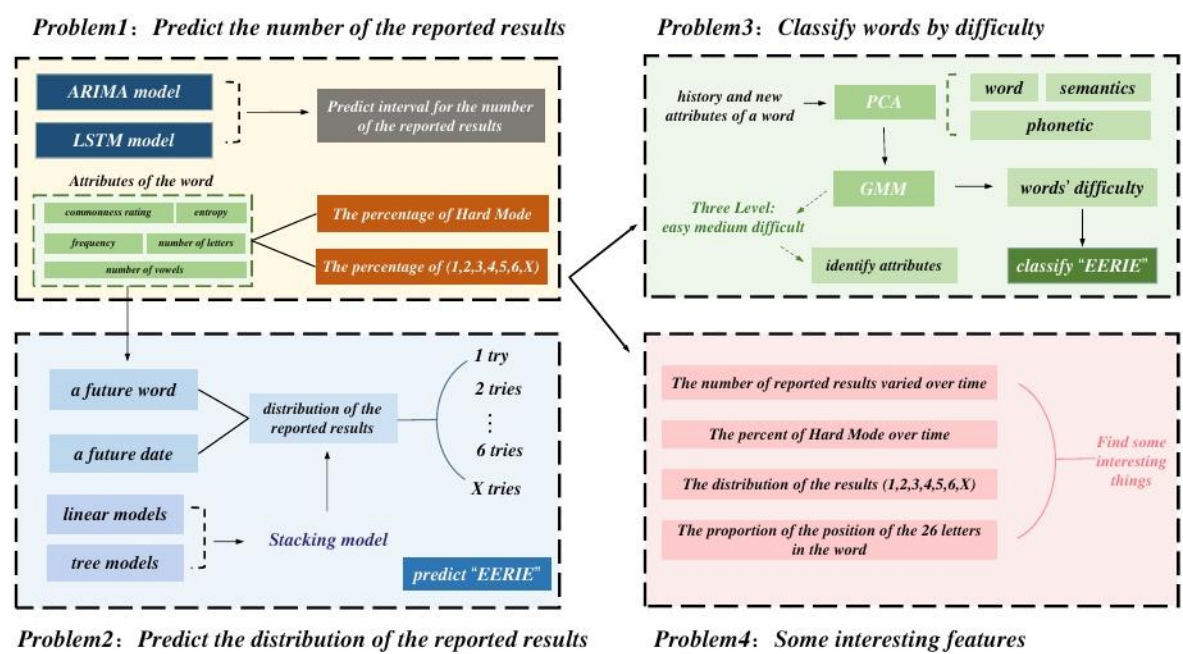 Problem1: Predict the number of the reported results
ARIMA model
LSTM model
Predict interval for the number
of the reported results
Attributes of the word
commonness rating
entropy
frequency
number of letters
number of vowels
The percentage of Hard Mode
The percentage of (1,2,3,4,5,6,X)
Problem3: Classify words by difficulty
history and new
attributes of a word
PCA
word
semantics
phonetic
GMM
words' difficulty
Three Level:
easy medium difficult
identify attributes
classify “EERIE”
a future word
a future date
distribution of the
reported results
1 try
2 tries
⋮
6 tries
X tries
linear models
tree models
Stacking model
predict “EERIE”
Problem2: Predict the distribution of the reported results
The number of reported results varied over time
The percent of Hard Mode over time
The distribution of the results (1,2,3,4,5,6,X)
The proportion of the position of the 26 letters
in the word
Find some
interesting
things
Problem4: Some interesting features